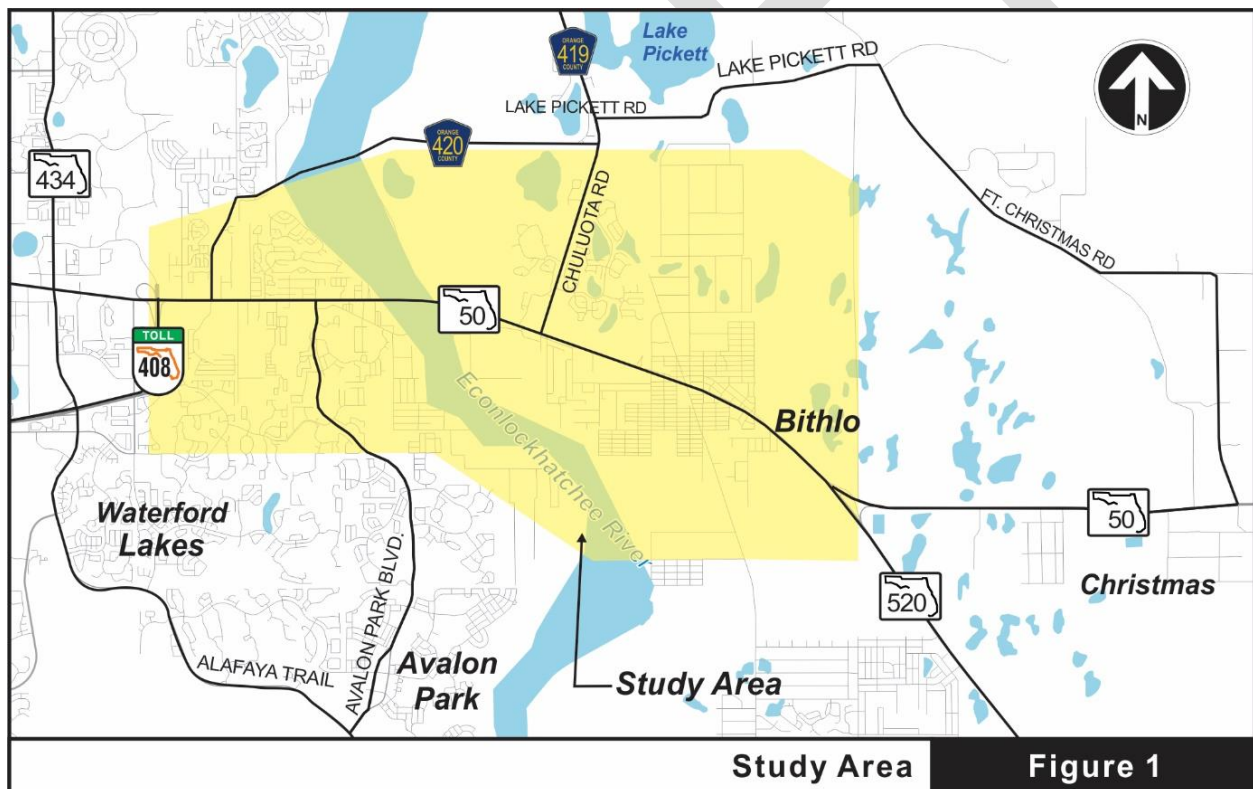 Lake
Pickett
ORANGE
419
COUNTY
LAKE PICKETT RD
LAKE PICKETT RD
N
ORANGE
420
COUNTY
434
FT. CHRISTMAS RD
CHULUOTA RD
50
TOLL
408
Econlockhatchee River
Bithlo
Waterford
Lakes
AVALON PARK BLVD.
50
Christmas
520
ALAFAYA TRAIL
Avalon
Park
Study Area
Study Area
Figure 1